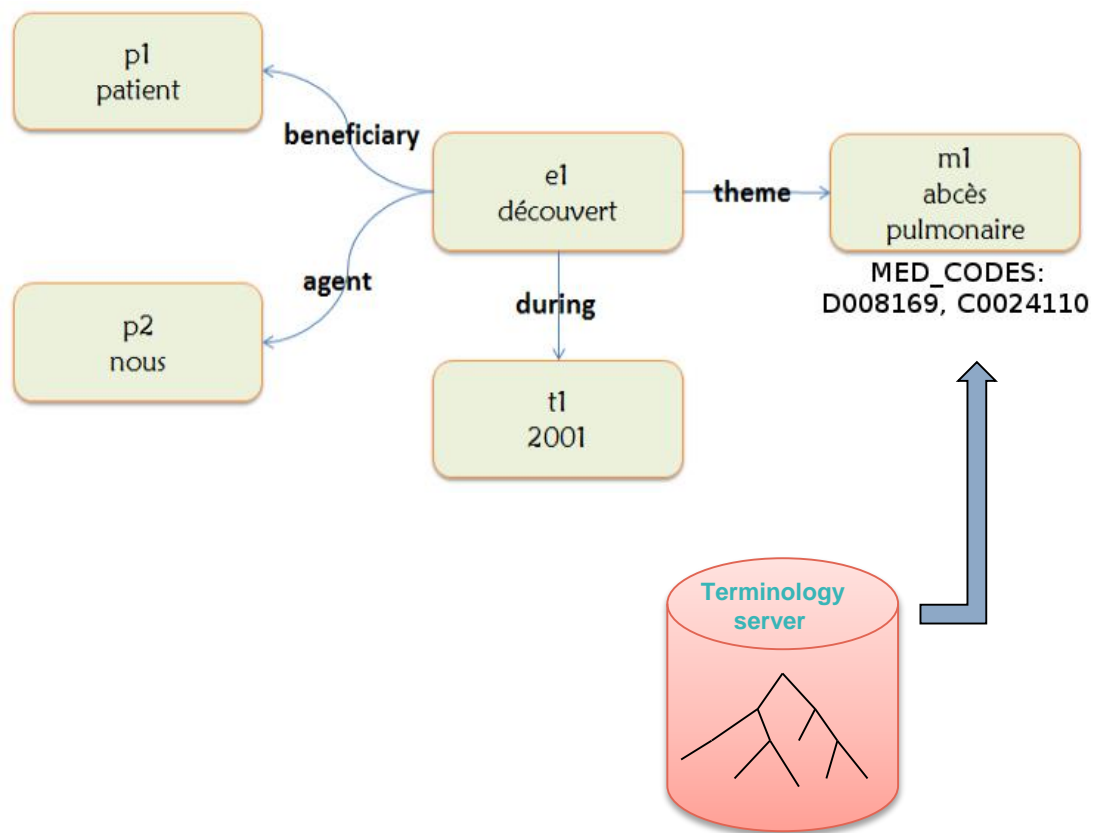 p1
patient
beneficiary
e1
découvert
theme
m1
abcès
pulmonaire
MED_CODES:
D008169, C0024110
agent
during
p2
nous
t1
2001
Terminology
server